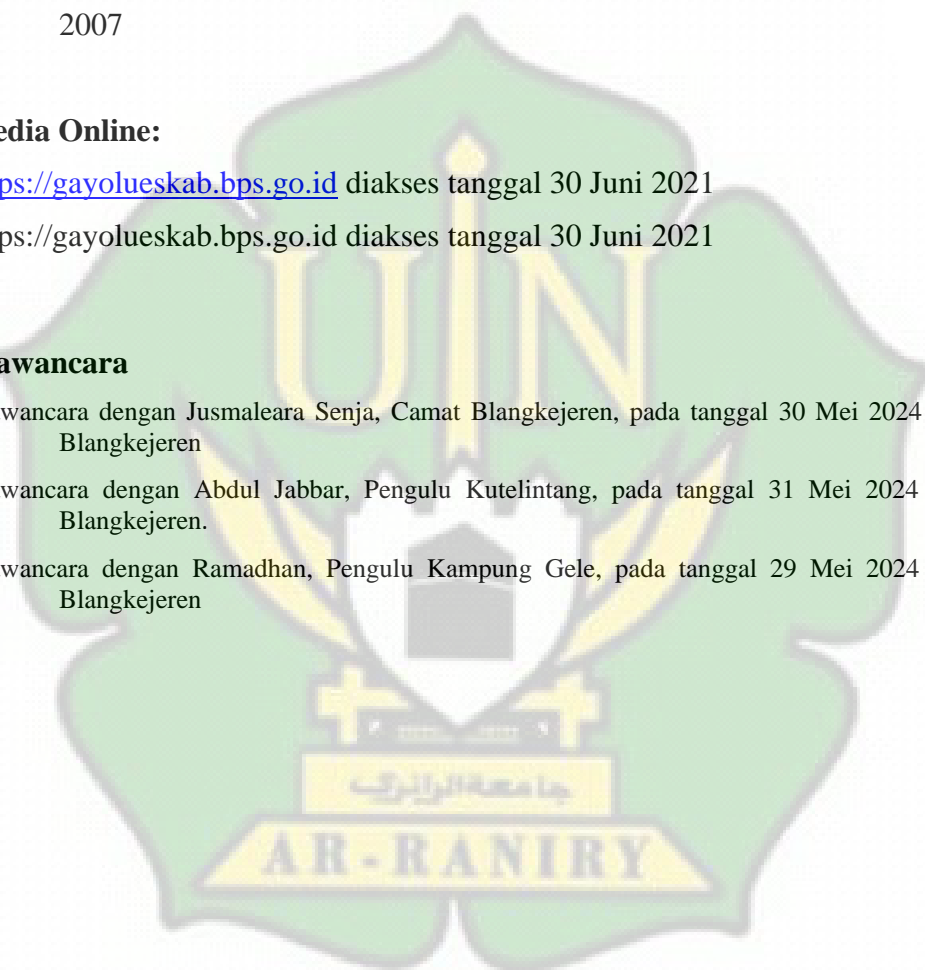 2007
edia Online:
ps://gayolueskab.bps.go.id diakses tanggal 30 Juni 2021
ps://gayolueskab.bps.go.id diakses tanggal 30 Juni 2021
awancara
wancara dengan Jusmaleara Senja, Camat Blangkejeren, pada tanggal 30 Mei 2024
Blangkejeren
wancara dengan Abdul Jabbar, Pengulu Kutelintang, pada tanggal 31 Mei 2024
Blangkejeren.
wancara dengan Ramadhan, Pengulu Kampung Gele, pada tanggal 29 Mei 2024
Blangkejeren
UIN
جامعة الرانري
AR-RANIRY